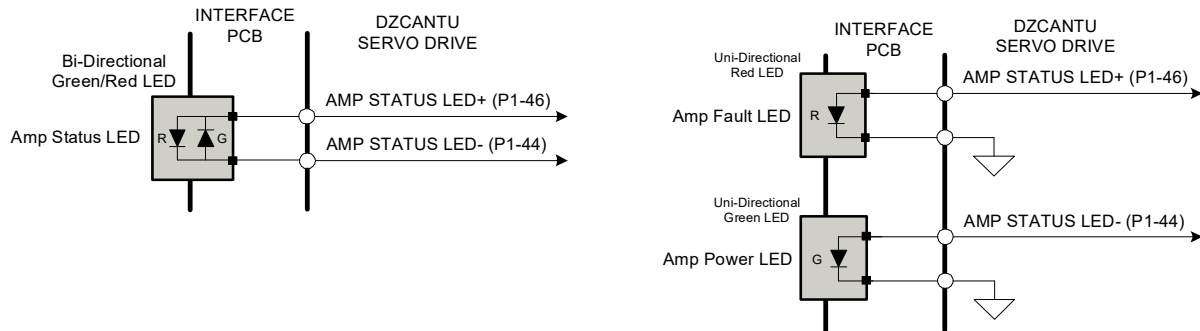 INTERFACE
PCB
DZCANTU
SERVO DRIVE
Bi-Directional
Green/Red LED
AMP STATUS LED+ (P1-46)
Amp Status LED
R
G
AMP STATUS LED- (P1-44)
INTERFACE
PCB
DZCANTU
SERVO DRIVE
Uni-Directional
Red LED
AMP STATUS LED+ (P1-46)
Amp Fault LED
R
Uni-Directional
Green LED
AMP STATUS LED- (P1-44)
Amp Power LED
G